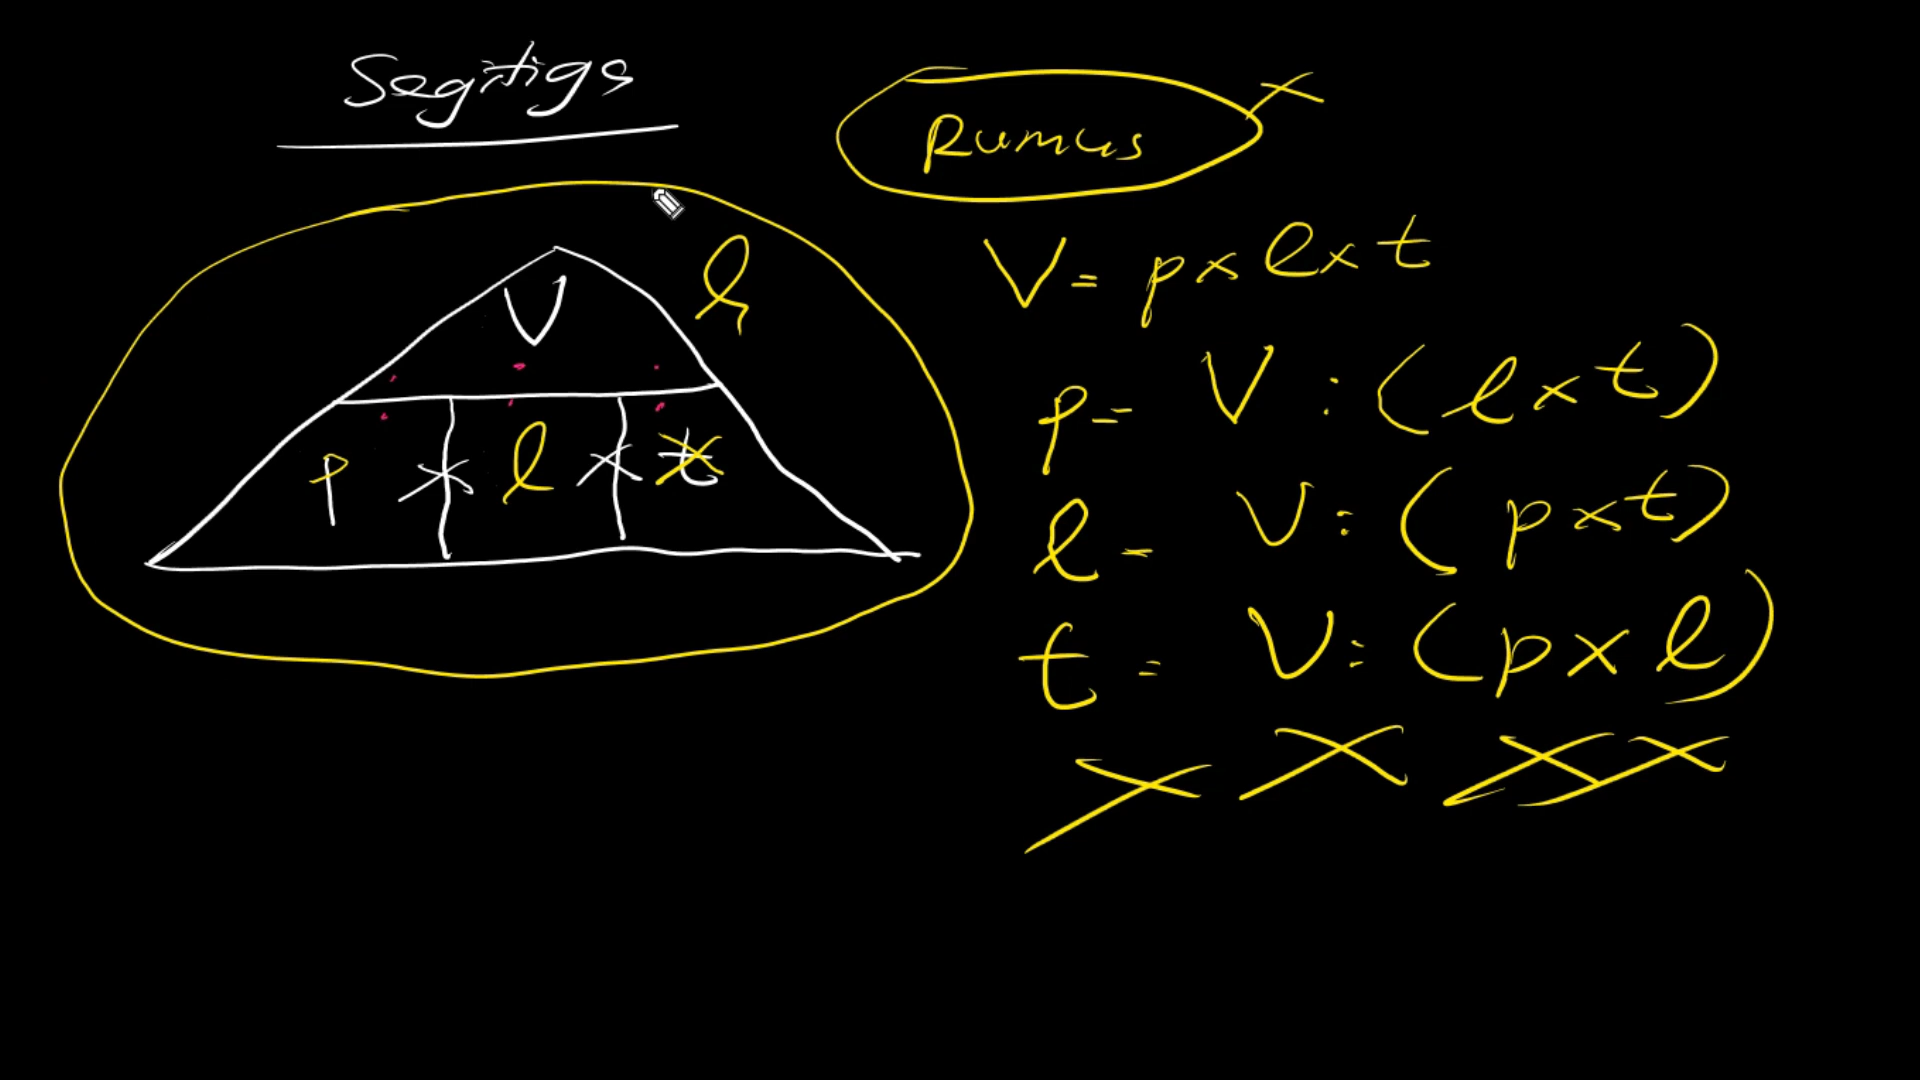 Segitiga
Rumus
V
p x l x t
V = p x l x t
p = V : (l x t)
l = V : (p x t)
t = V : (p x l)